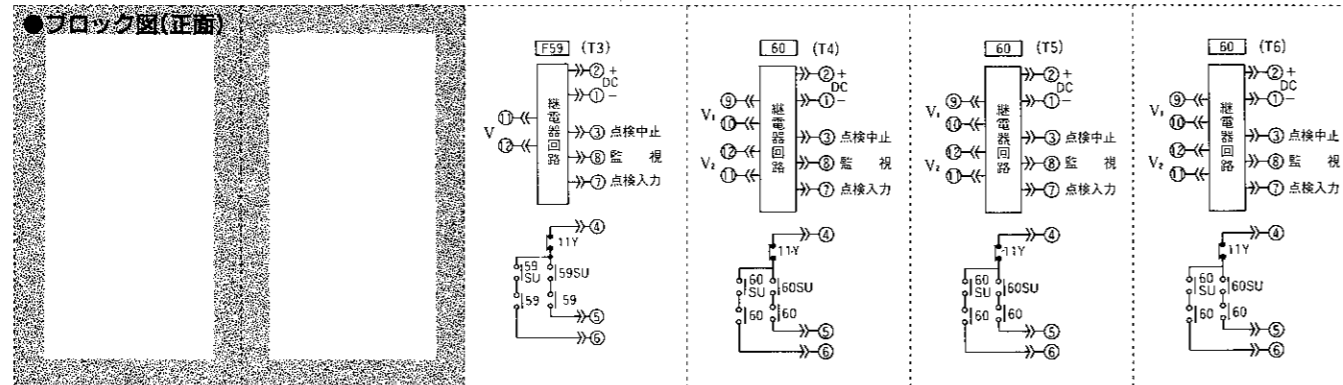 ●ブロック図(正面)
F59 (T3)
②+
DC
①−
継電器回路
⑪
V
⑫
③点検中止
⑧監 視
⑦点検入力
④
11Y
59
SU
59SU
59
59
⑤
⑥
60 (T4)
②+
DC
①−
継電器回路
⑨
V₁
⑩
⑫
V₂
⑪
③点検中止
⑧監 視
⑦点検入力
④
11Y
60
SU
60SU
60
60
⑤
⑥
60 (T5)
②+
DC
①−
継電器回路
⑨
V₁
⑩
⑫
V₂
⑪
③点検中止
⑧監 視
⑦点検入力
④
11Y
60
SU
60SU
60
60
⑤
⑥
60 (T6)
②+
DC
①−
継電器回路
⑨
V₁
⑩
⑫
V₂
⑪
③点検中止
⑧監 視
⑦点検入力
④
11Y
60
SU
60SU
60
60
⑤
⑥